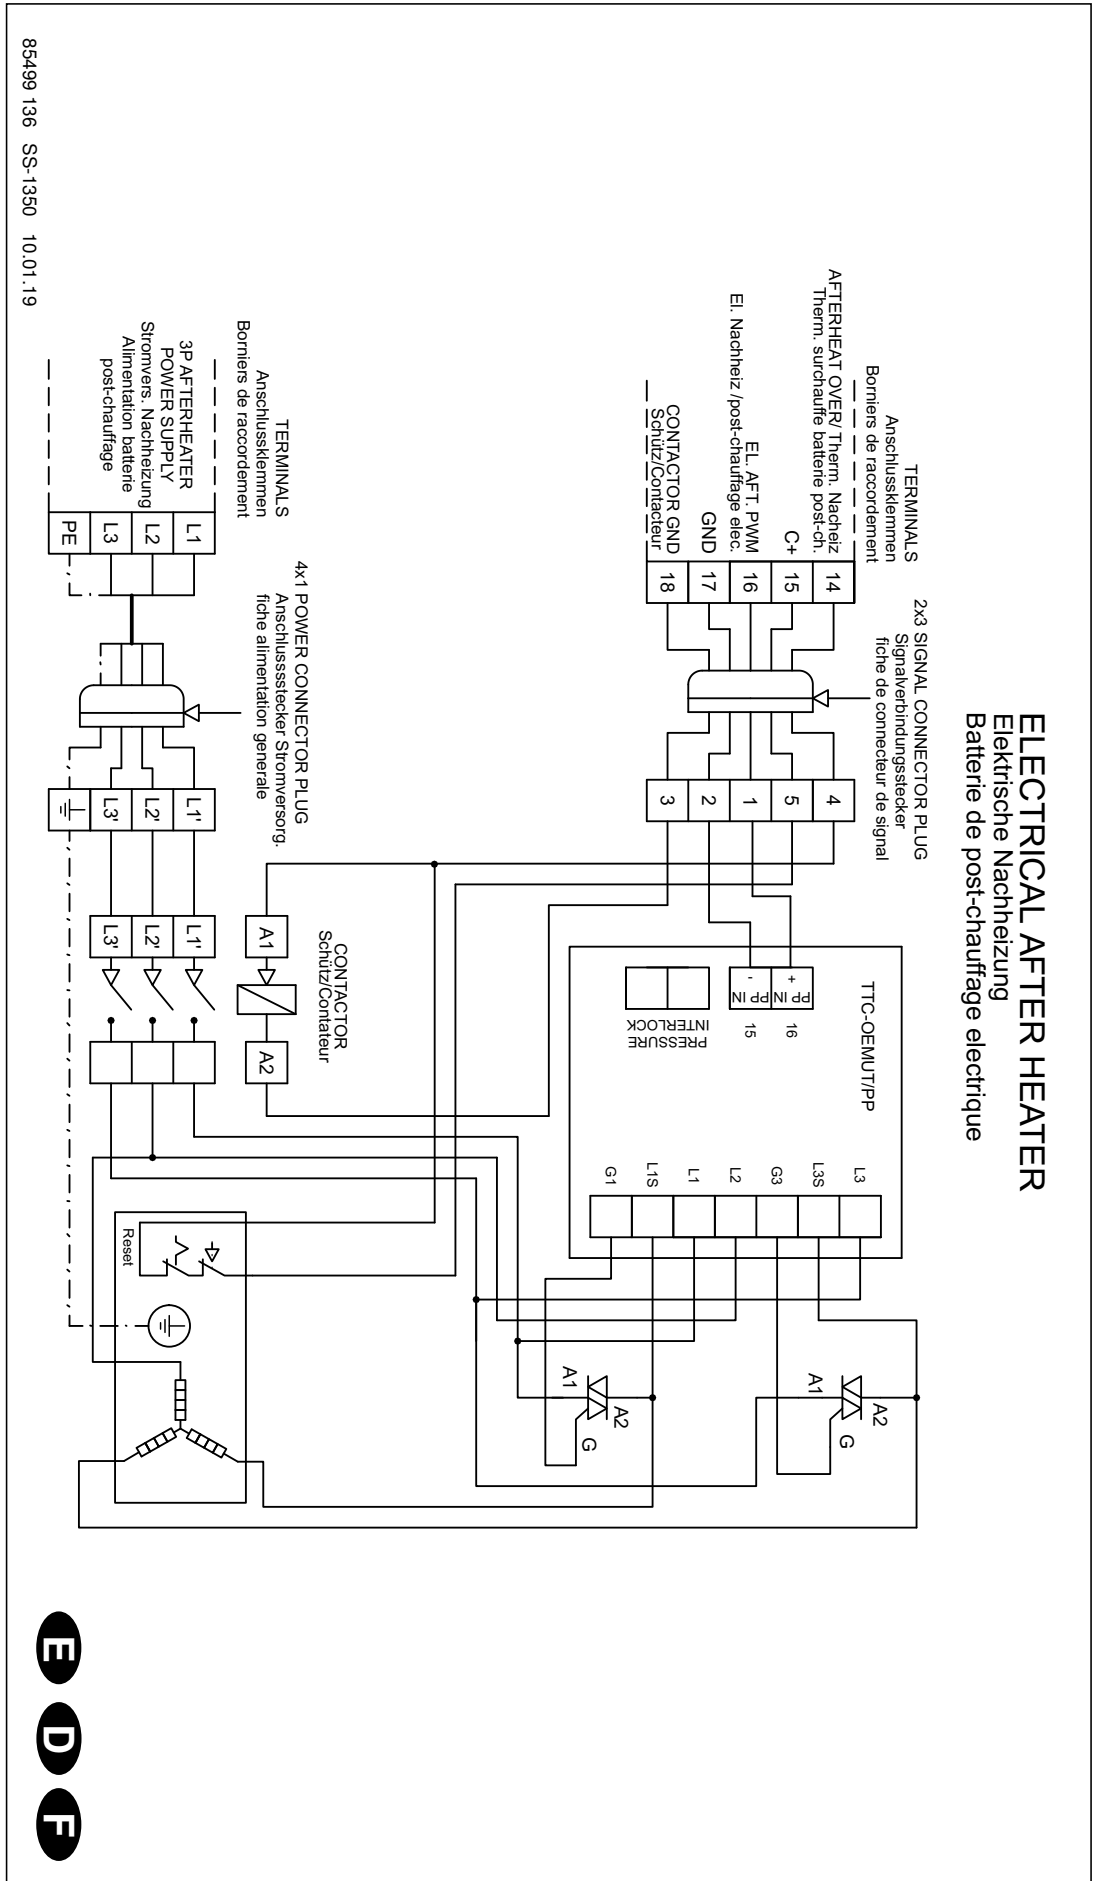 ELECTRICAL AFTER HEATER
Elektrische Nachheizung
Batterie de post-chauffage electrique
TERMINALS
Anschlussklemmen
Borniers de raccordement
2x3 SIGNAL CONNECTOR PLUG
Signalverbindungsstecker
fiche de connecteur de signal
AFTERHEAT OVER/ Therm. Nacheiz
Therm. surchauffe batterie post-ch.
C+
EL. AFT. PWM
El. Nachheiz /post-chauffage elec.
GND
CONTACTOR GND
Schütz/Contacteur
14
15
16
17
18
4
5
1
2
3
TTC-OEMUT/PP
+
PP IN
-
PP IN
16
15
PRESSURE
INTERLOCK
L3
L3S
G3
L2
L1
L1S
G1
A1
A2
G
A1
A2
G
CONTACTOR
Schütz/Contateur
A1
A2
TERMINALS
Anschlussklemmen
Borniers de raccordement
4x1 POWER CONNECTOR PLUG
Anschlussstecker Stromversorg.
fiche alimentation generale
3P AFTERHEATER
POWER SUPPLY
Stromvers. Nachheizung
Alimentation batterie
post-chauffage
L1
L2
L3
PE
L1'
L2'
L3'
L1'
L2'
L3'
Reset
85499 136 SS-1350 10.01.19
E D F